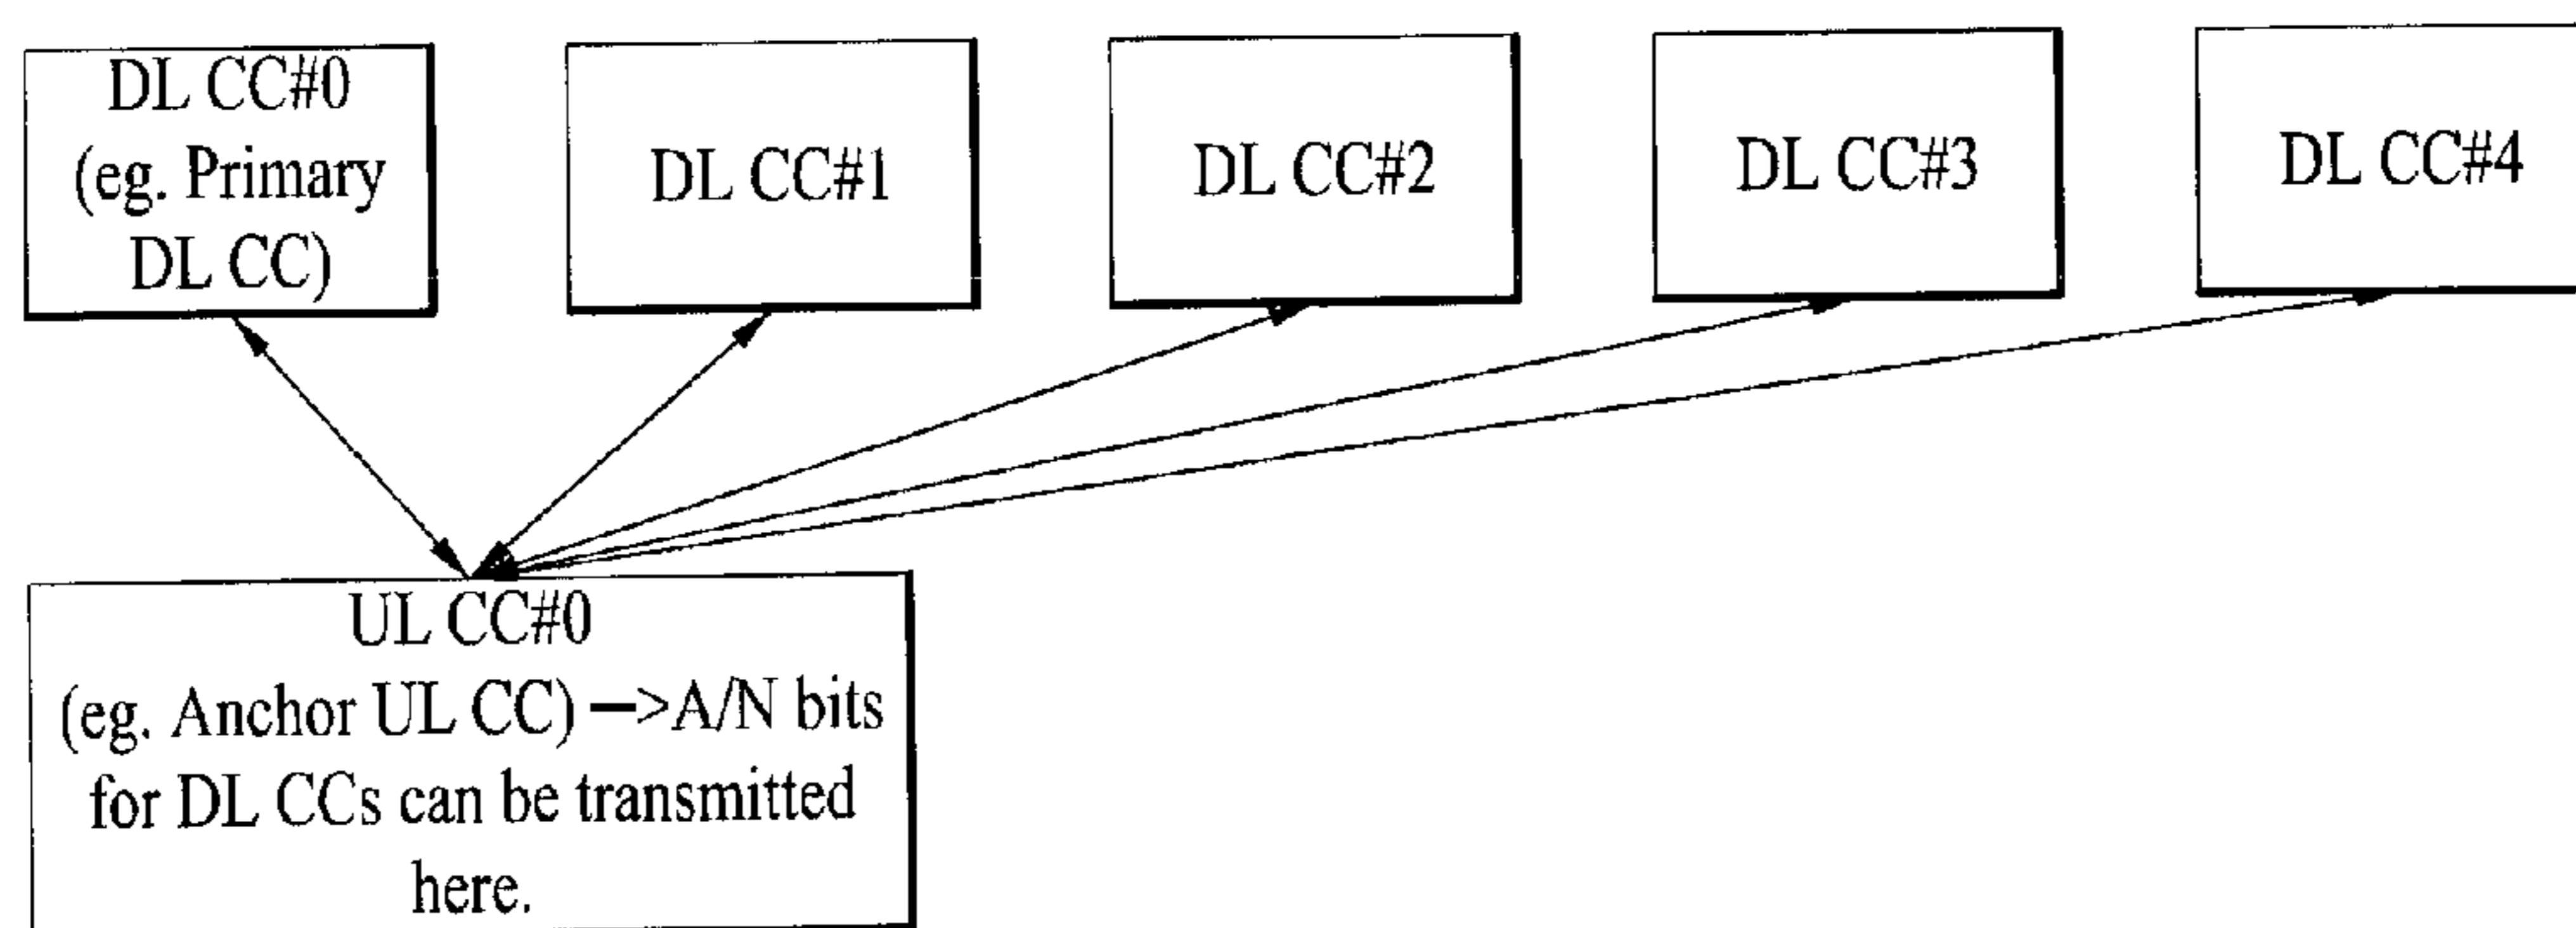 DL CC#0
(eg. Primary
DL CC)
DL CC#1
DL CC#2
DL CC#3
DL CC#4
UL CC#0
(eg. Anchor UL CC) —>A/N bits
for DL CCs can be transmitted
here.